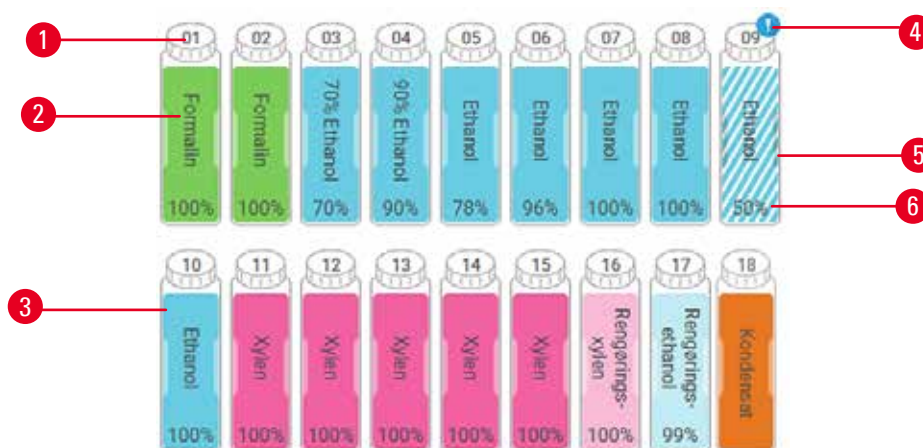 1
01 02 03 04 05 06 07 08 09 ! 4
2
Formalin Formalin 70% Ethanol 90% Ethanol Ethanol Ethanol Ethanol Ethanol Ethanol 5
100% 100% 70% 90% 78% 96% 100% 100% 50% 6
10 11 12 13 14 15 16 17 18
3
Ethanol Xylen Xylen Xylen Xylen Xylen Rengørings- Rengørings- Kondensat
xylen ethanol
100% 100% 100% 100% 100% 100% 100% 99%